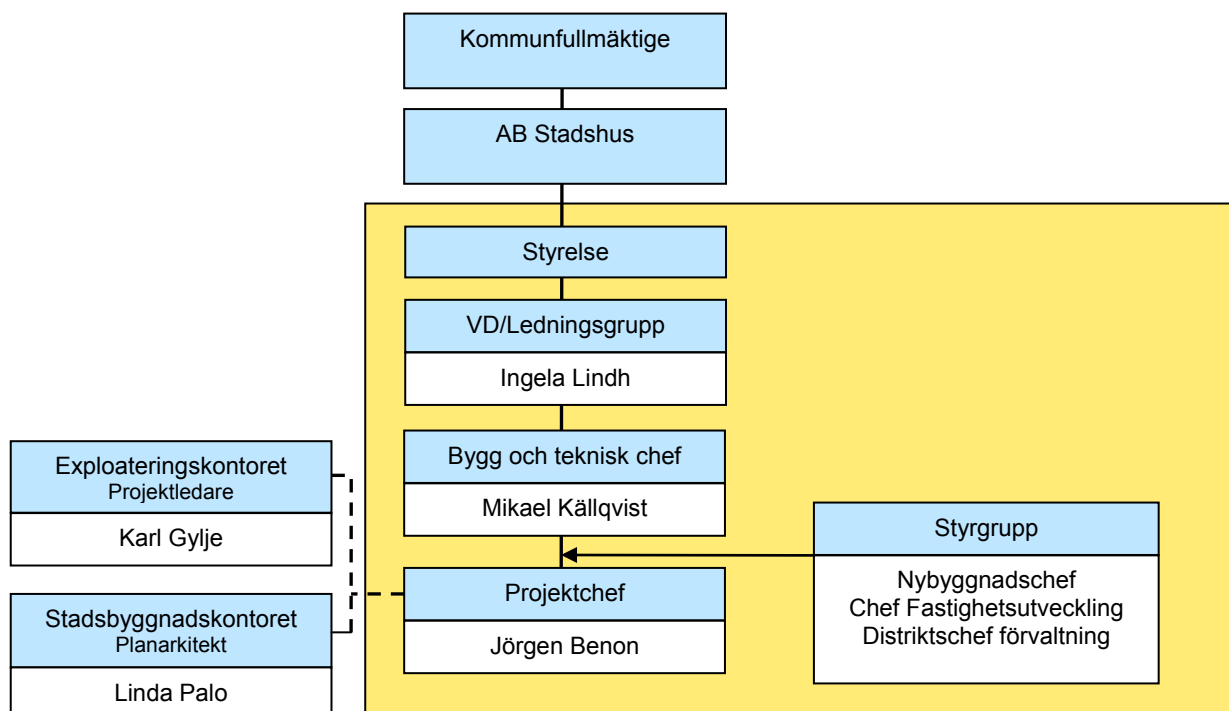 Kommunfullmäktige
AB Stadshus
Styrelse
VD/Ledningsgrupp
Ingela Lindh
Bygg och teknisk chef
Mikael Källqvist
Exploateringskontoret
Projektledare
Karl Gylje
Styrgrupp
Nybyggnadschef
Chef Fastighetsutveckling
Distriktschef förvaltning
Projektchef
Jörgen Benon
Stadsbyggnadskontoret
Planarkitekt
Linda Palo